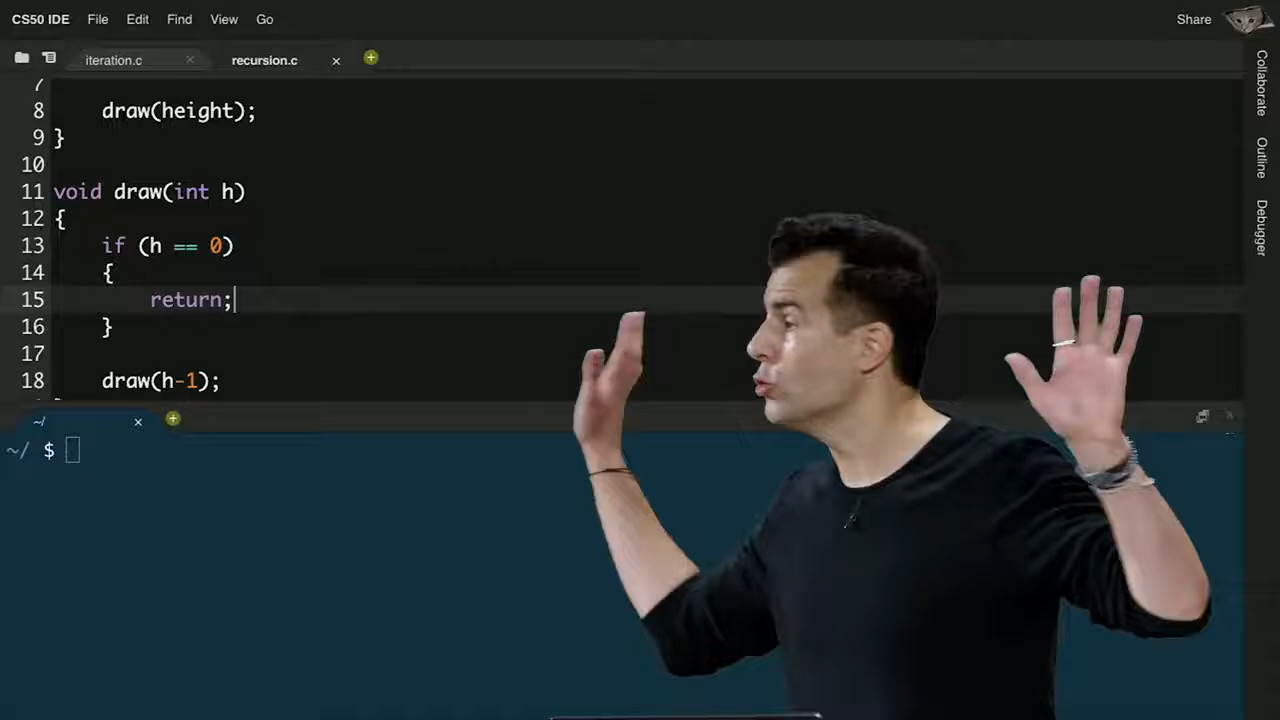 CS50 IDE File Edit Find View Go Share
iteration.c × recursion.c ×
7
8 draw(height);
9 }
10
11 void draw(int h)
12 {
13 if (h == 0)
14 {
15 return;
16 }
17
18 draw(h-1);
~/ ×
~/ $
Collaborate
Outline
Debugger